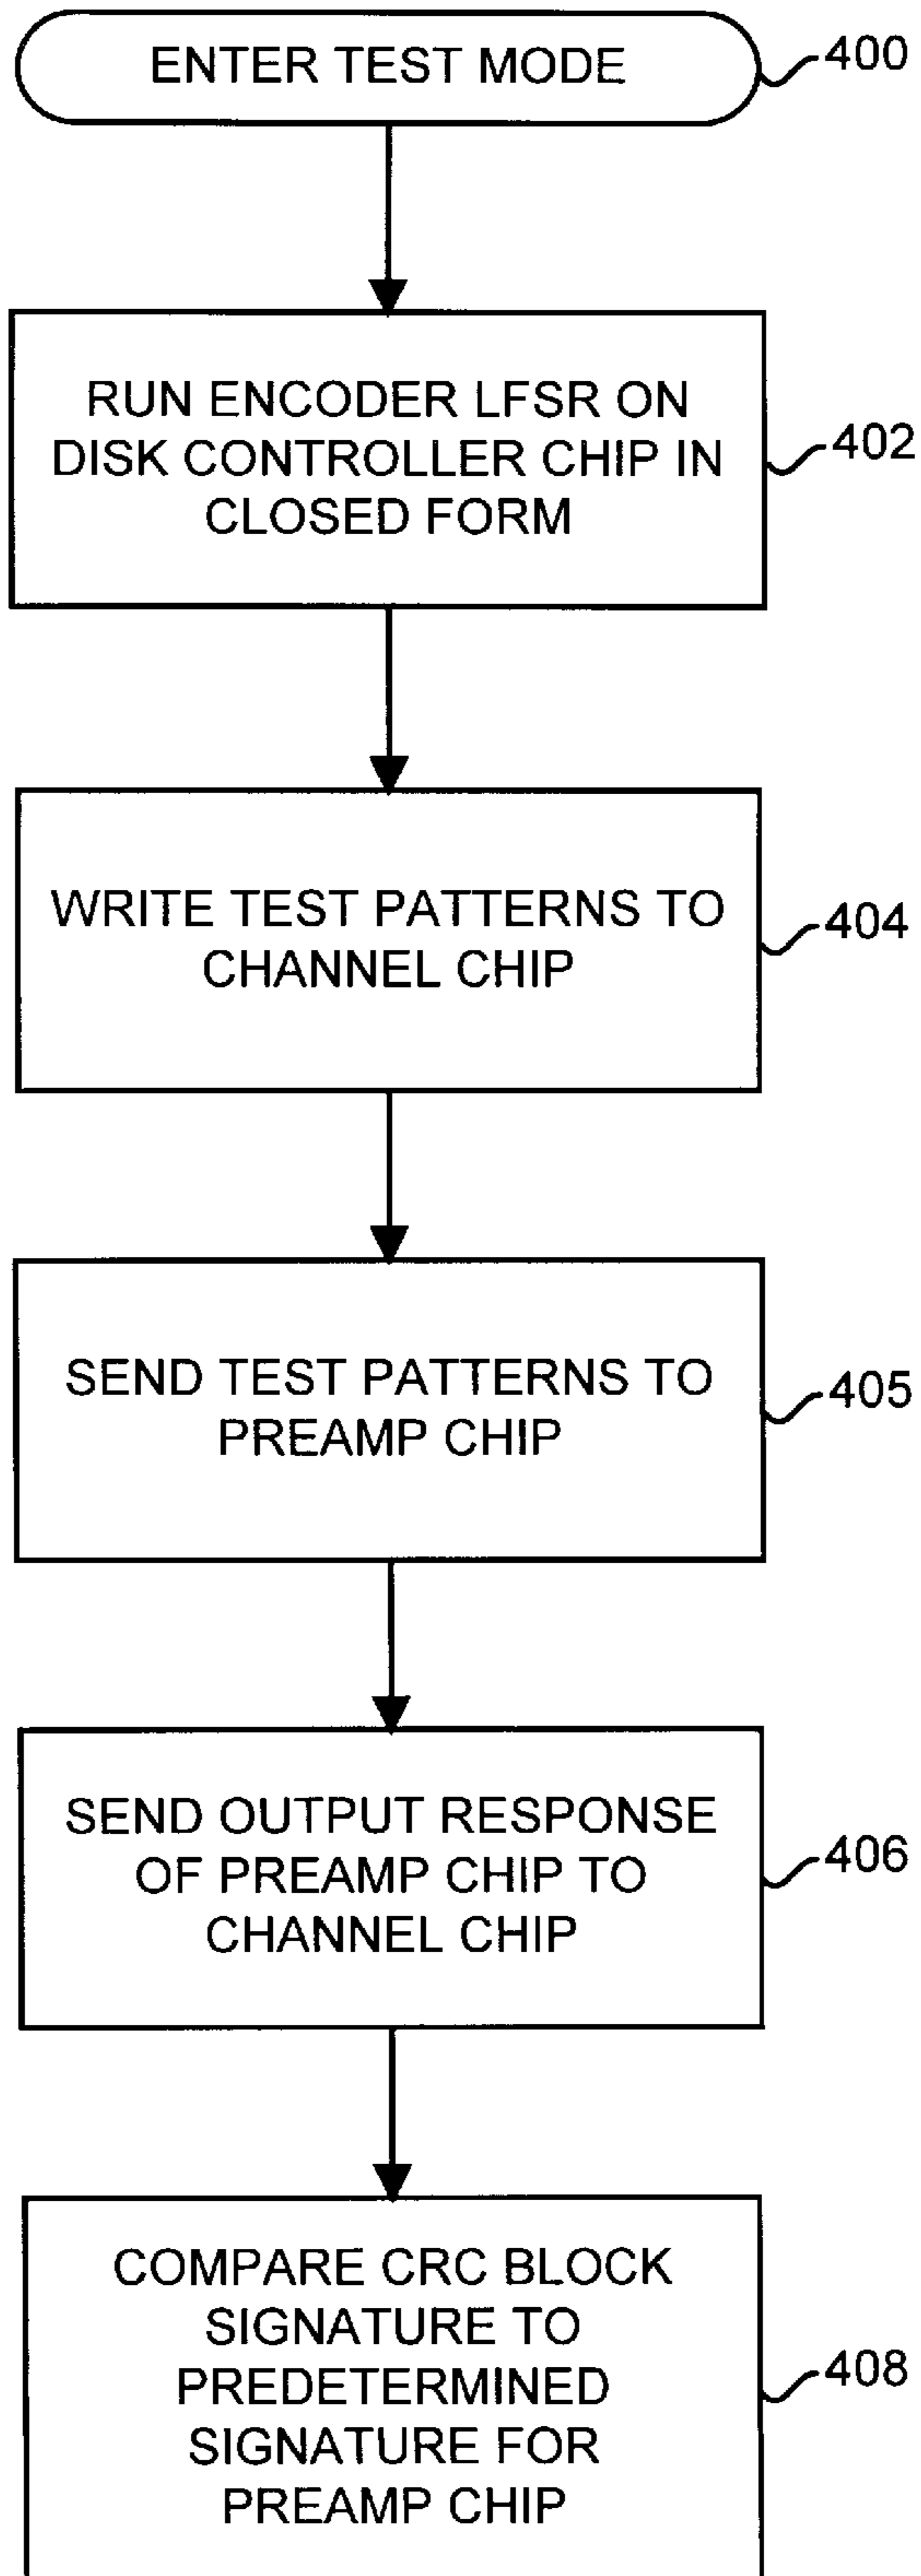 ENTER TEST MODE
400
RUN ENCODER LFSR ON
DISK CONTROLLER CHIP IN
CLOSED FORM
402
WRITE TEST PATTERNS TO
CHANNEL CHIP
404
SEND TEST PATTERNS TO
PREAMP CHIP
405
SEND OUTPUT RESPONSE
OF PREAMP CHIP TO
CHANNEL CHIP
406
COMPARE CRC BLOCK
SIGNATURE TO
PREDETERMINED
SIGNATURE FOR
PREAMP CHIP
408